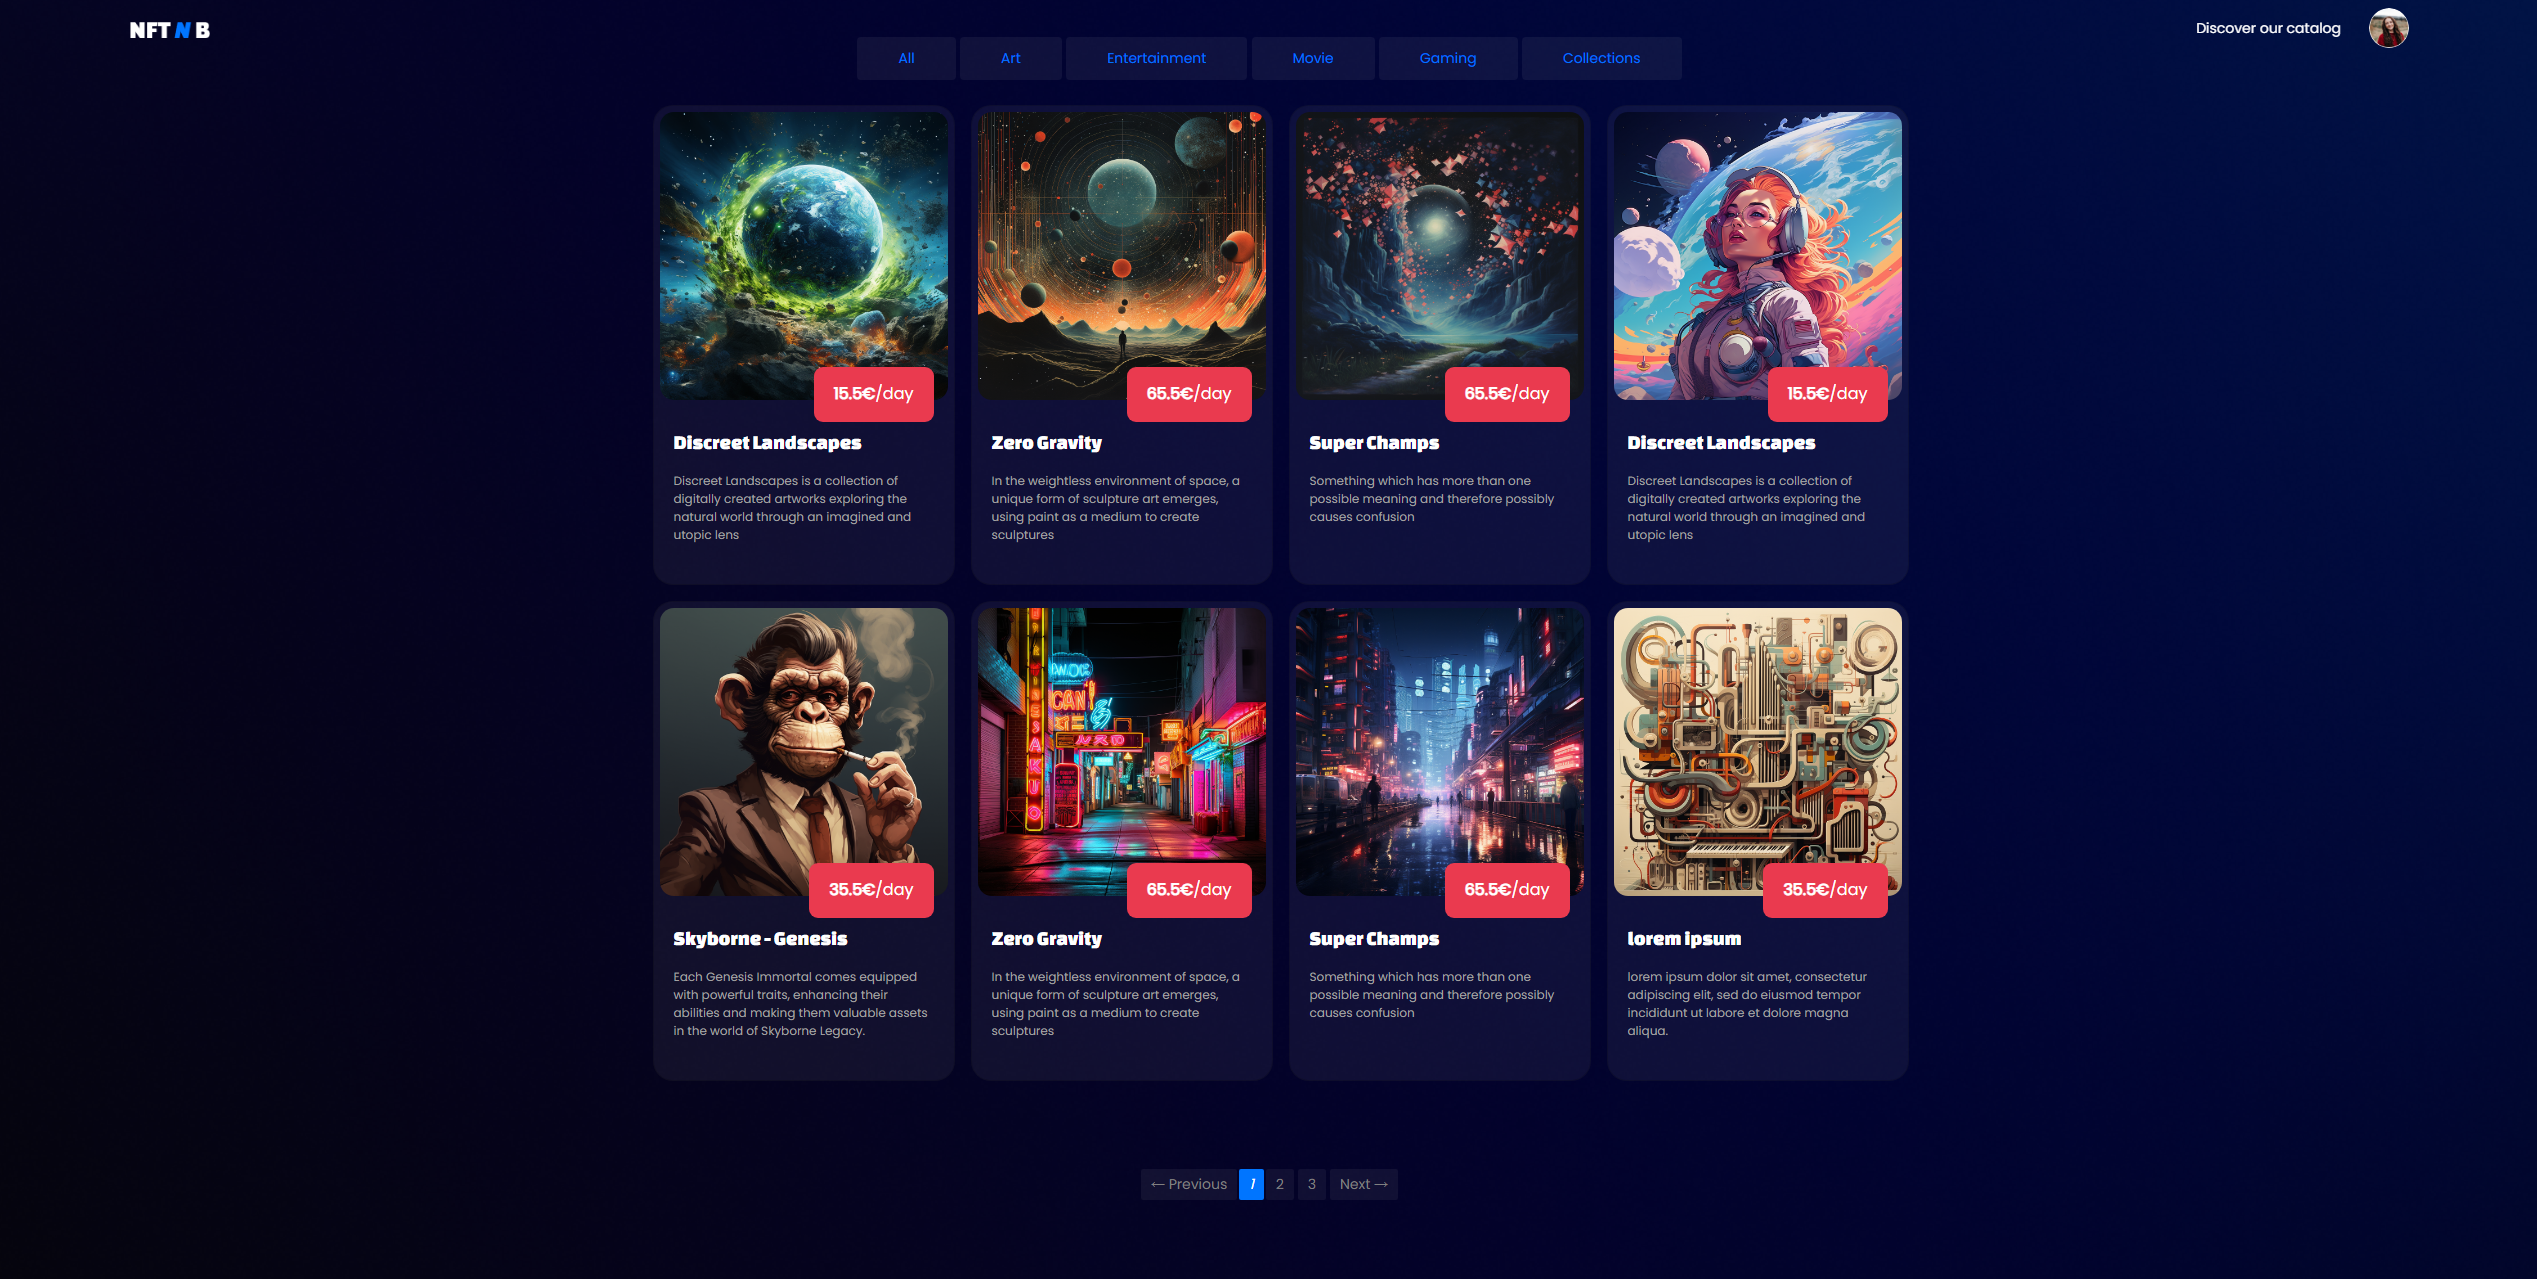 NFT N B
Discover our catalog
All
Art
Entertainment
Movie
Gaming
Collections
15.5€/day
65.5€/day
65.5€/day
15.5€/day
Discreet Landscapes
Discreet Landscapes is a collection of
digitally created artworks exploring the
natural world through an imagined and
utopic lens
Zero Gravity
In the weightless environment of space, a
unique form of sculpture art emerges,
using paint as a medium to create
sculptures
Super Champs
Something which has more than one
possible meaning and therefore possibly
causes confusion
Discreet Landscapes
Discreet Landscapes is a collection of
digitally created artworks exploring the
natural world through an imagined and
utopic lens
35.5€/day
65.5€/day
65.5€/day
35.5€/day
Skyborne - Genesis
Each Genesis Immortal comes equipped
with powerful traits, enhancing their
abilities and making them valuable assets
in the world of Skyborne Legacy.
Zero Gravity
In the weightless environment of space, a
unique form of sculpture art emerges,
using paint as a medium to create
sculptures
Super Champs
Something which has more than one
possible meaning and therefore possibly
causes confusion
lorem ipsum
lorem ipsum dolor sit amet, consectetur
adipiscing elit, sed do eiusmod tempor
incididunt ut labore et dolore magna
aliqua.
← Previous 1 2 3 Next →